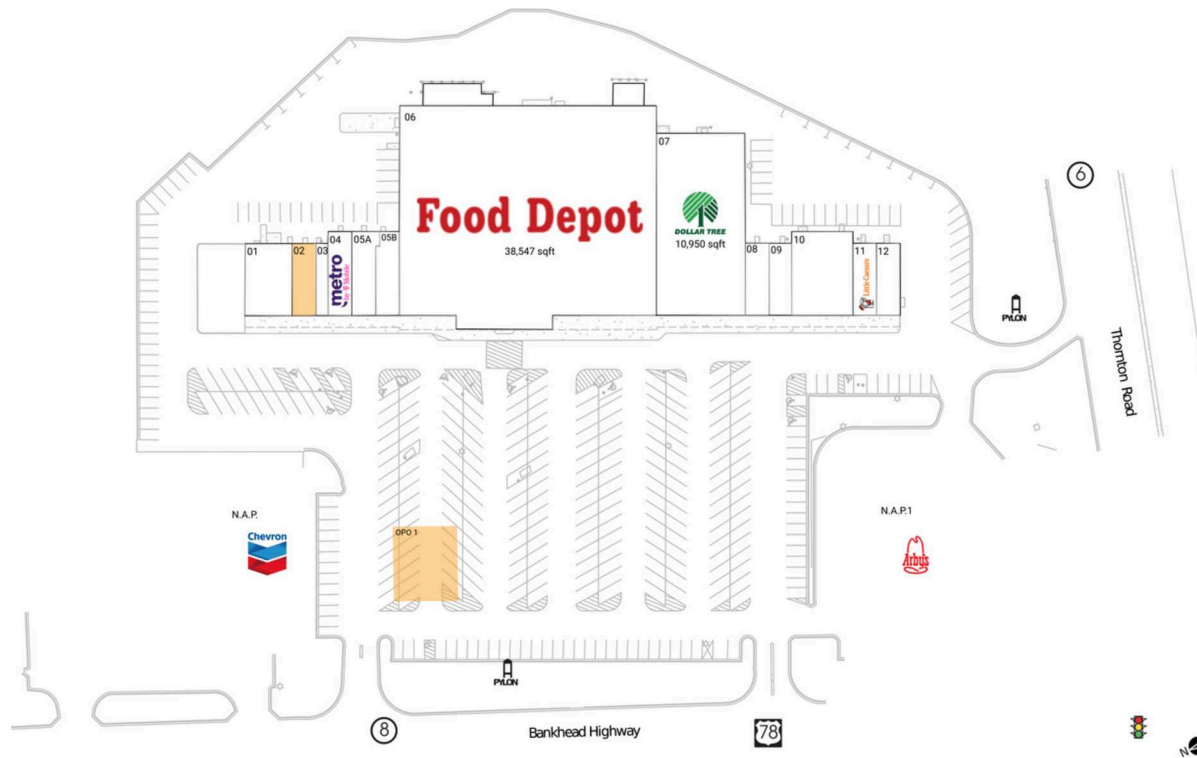 06
07
6
Food Depot
38,547 sqft
DOLLAR TREE
10,950 sqft
01
02
03
04
05A
05B
08
09
10
11
12
metro
by T Mobile
Little Caesars
PYLON
Thornton Road
N.A.P.
Chevron
OPO 1
N.A.P.1
Arby's
PYLON
8
Bankhead Highway
78
N